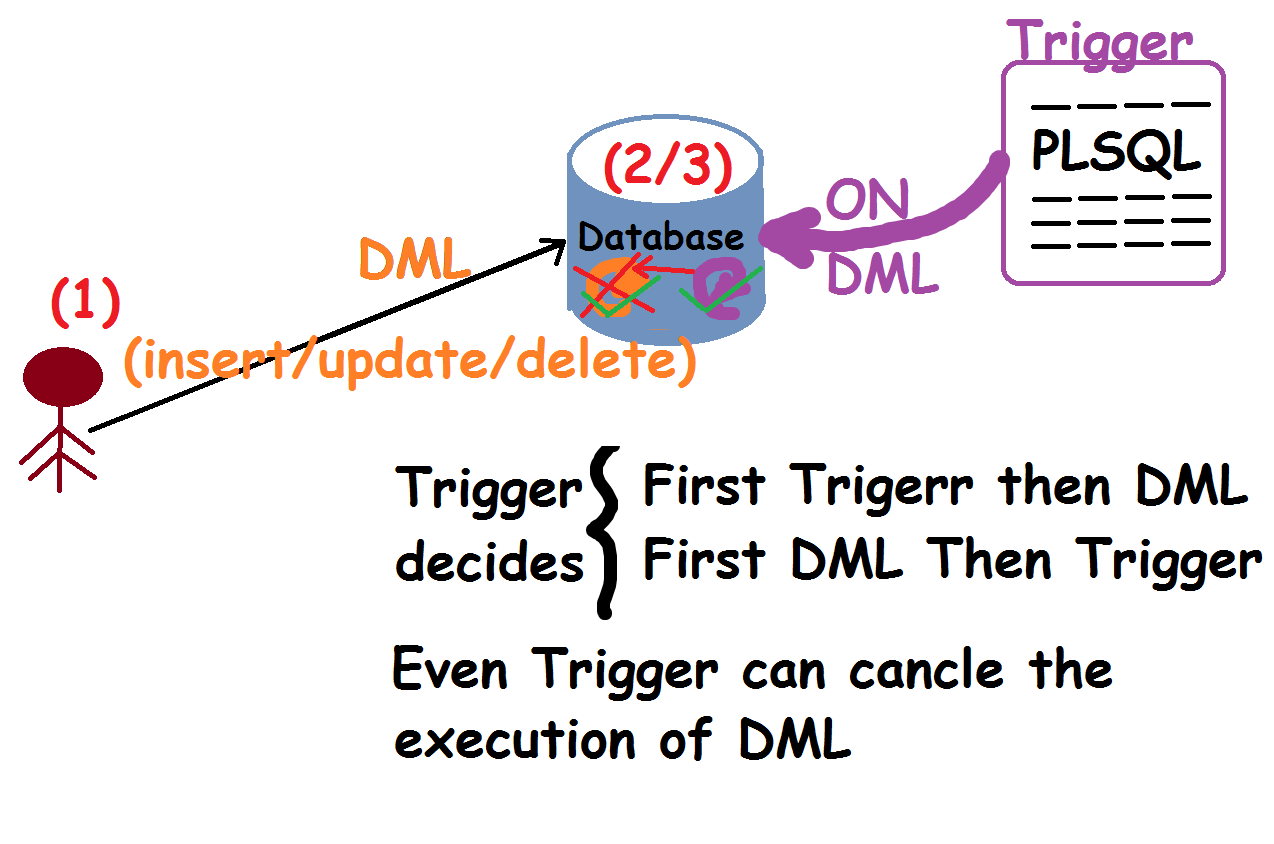 Trigger
PLSQL
(2/3)
ON
Database
DML
DML
(1)
(insert/update/delete)
e
e
Trigger
decides
First Trigerr then DML
First DML Then Trigger
Even Trigger can cancle the
execution of DML